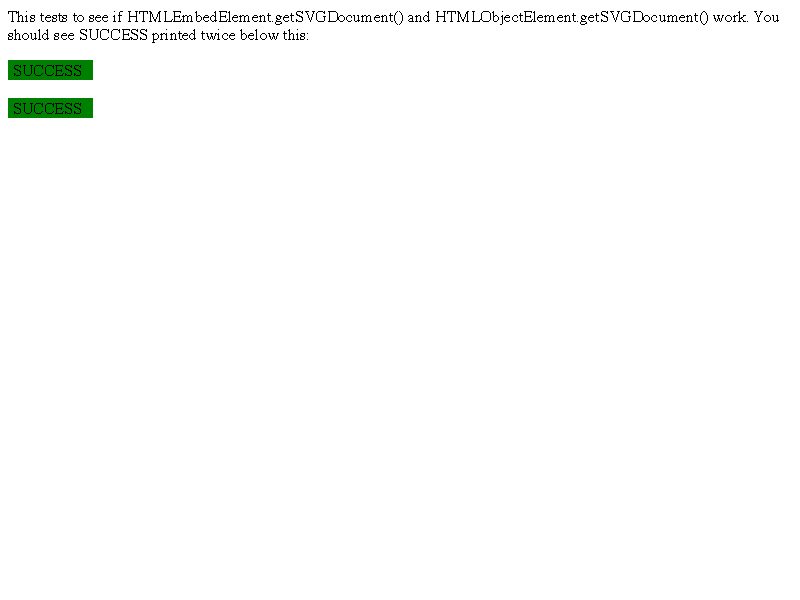 This tests to see if HTMLEmbedElement.getSVGDocument() and HTMLObjectElement.getSVGDocument() work. You
should see SUCCESS printed twice below this:
SUCCESS
SUCCESS